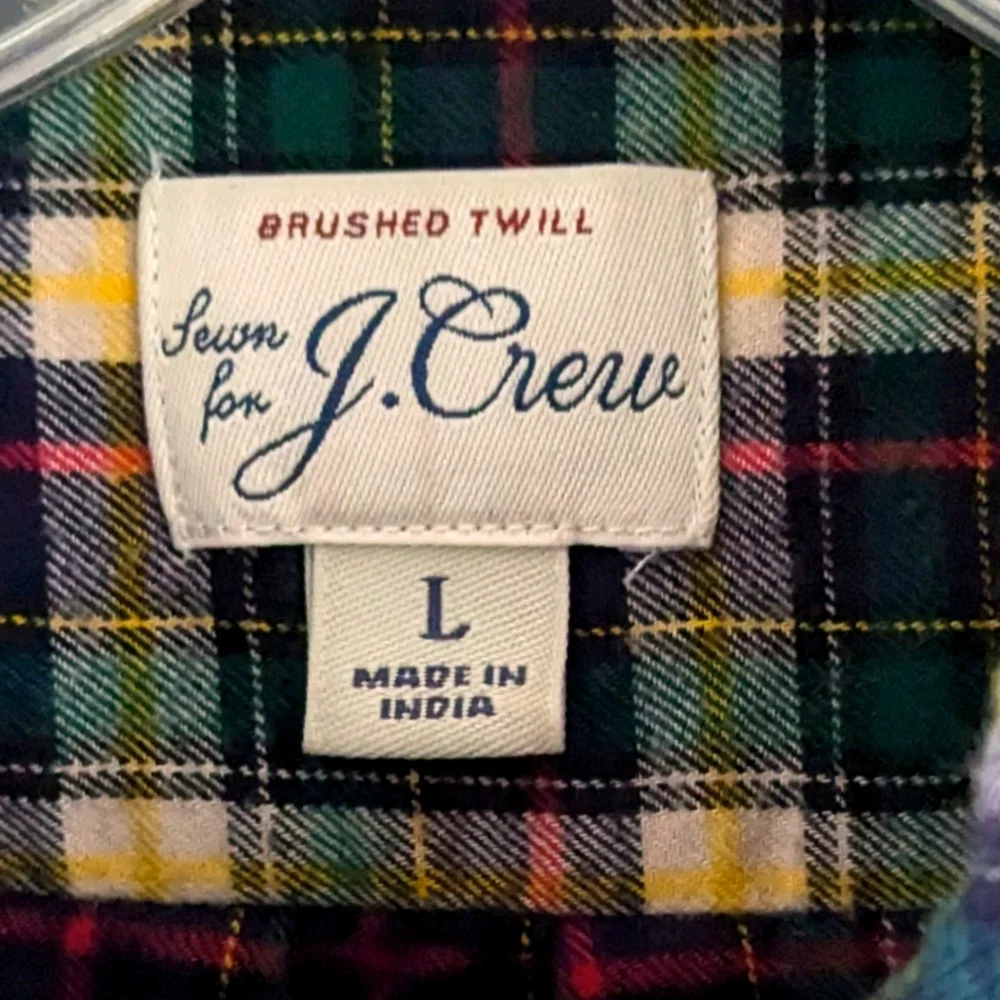 BRUSHED TWILL
Sewn for J.Crew
L
MADE IN
INDIA